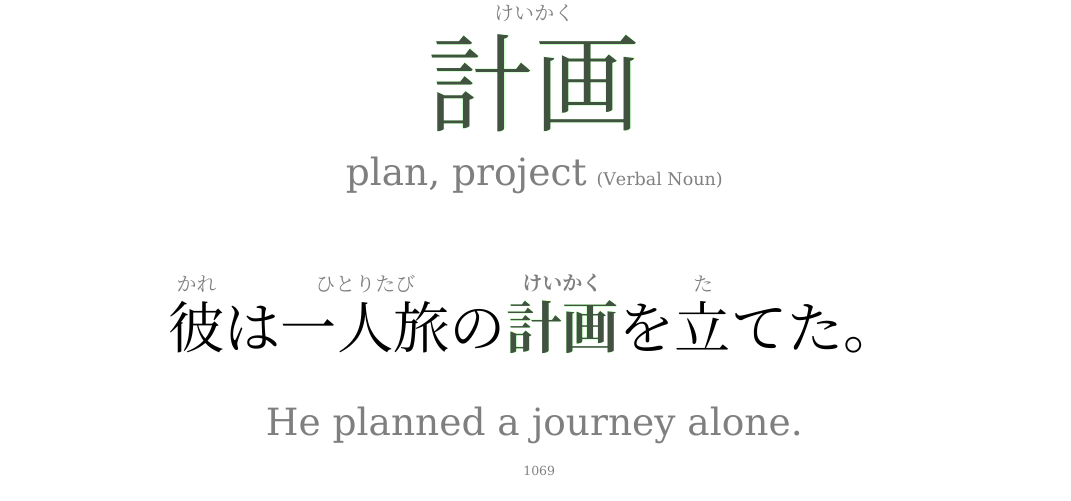 けいかく
計画
plan, project (Verbal Noun)
かれ ひとりたび けいかく た
彼は一人旅の計画を立てた。
He planned a journey alone.
1069